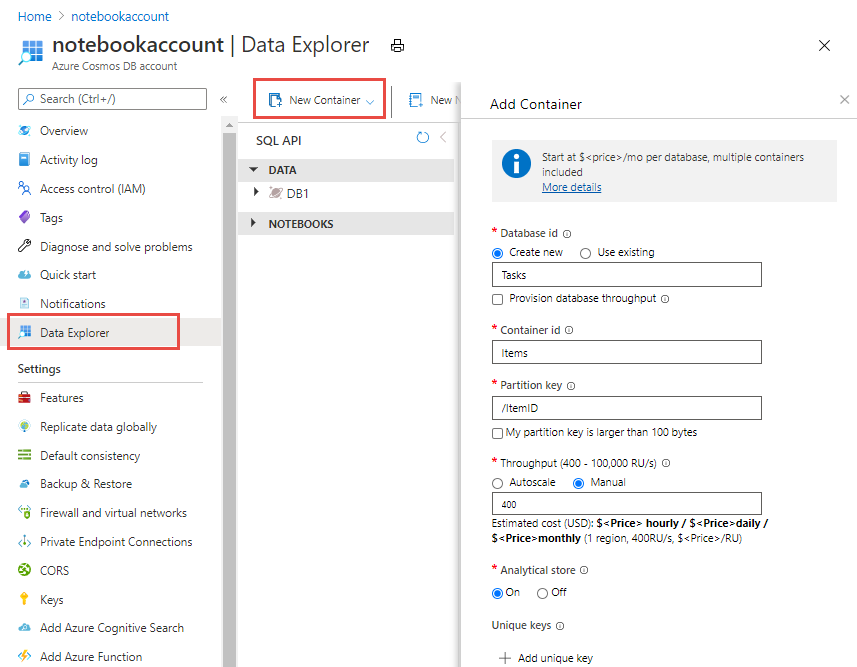 Home > notebookaccount
notebookaccount | Data Explorer
Azure Cosmos DB account
Search (Ctrl+/)
«
Overview
Activity log
Access control (IAM)
Tags
Diagnose and solve problems
Quick start
Notifications
Data Explorer
Settings
Features
Replicate data globally
Default consistency
Backup & Restore
Firewall and virtual networks
Private Endpoint Connections
CORS
Keys
Add Azure Cognitive Search
Add Azure Function
New Container
New
SQL API
DATA
DB1
NOTEBOOKS
Add Container
Start at $<price>/mo per database, multiple containers
included
More details
* Database id
Create new Use existing
Tasks
Provision database throughput
* Container id
Items
* Partition key
/ItemID
My partition key is larger than 100 bytes
* Throughput (400 - 100,000 RU/s)
Autoscale Manual
400
Estimated cost (USD): $<Price> hourly / $<Price>daily /
$<Price>monthly (1 region, 400RU/s, $<Price>/RU)
* Analytical store
On Off
Unique keys
+ Add unique key